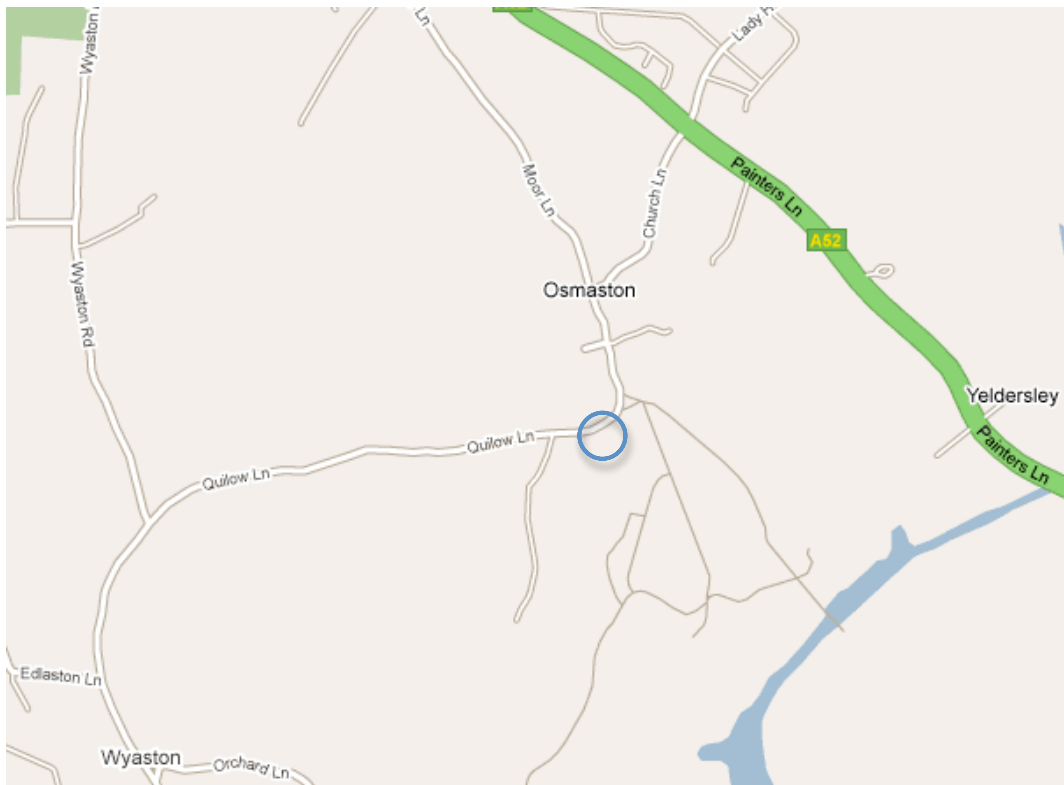 Wyaston
Ln
Lady
Moor Ln
Church Ln
Painters Ln
A52
Wyaston Rd
Osmaston
Yeldersley
Quilow Ln
Painters Ln
Quilow Ln
Edlaston Ln
Wyaston
Orchard Ln